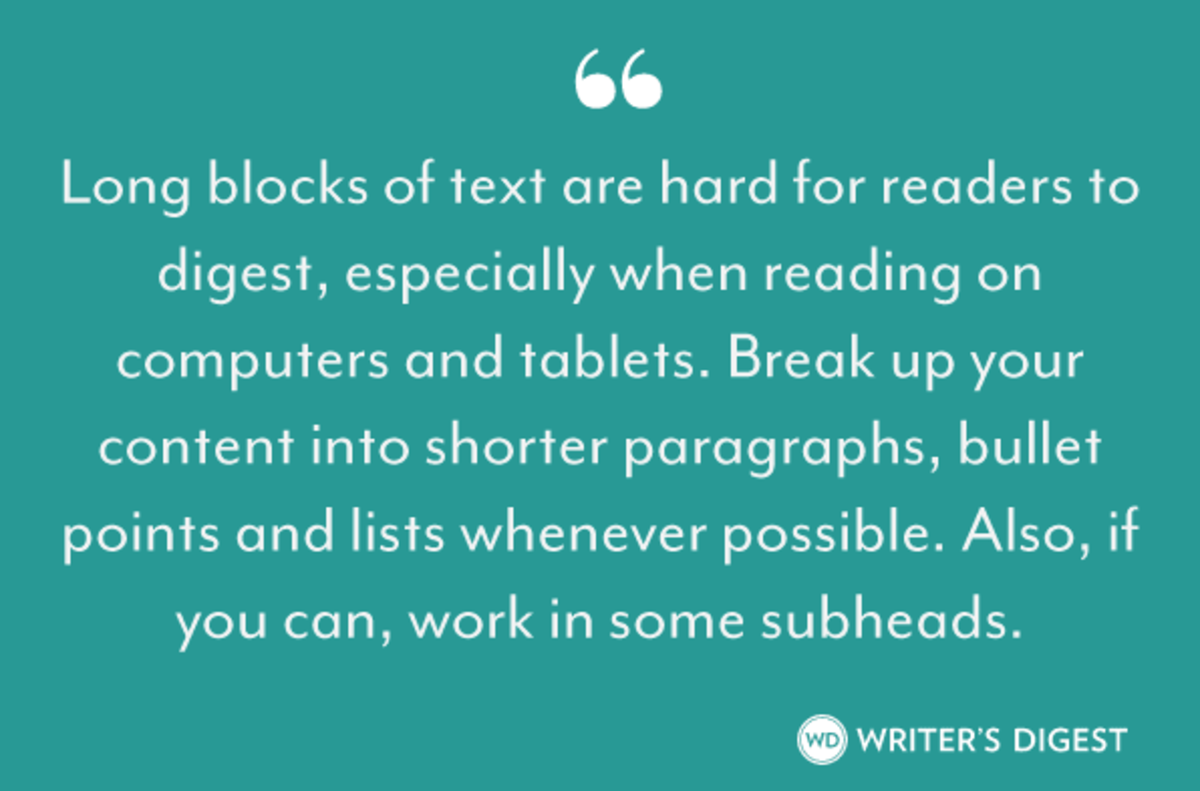 “
Long blocks of text are hard for readers to
digest, especially when reading on
computers and tablets. Break up your
content into shorter paragraphs, bullet
points and lists whenever possible. Also, if
you can, work in some subheads.
WD WRITER'S DIGEST